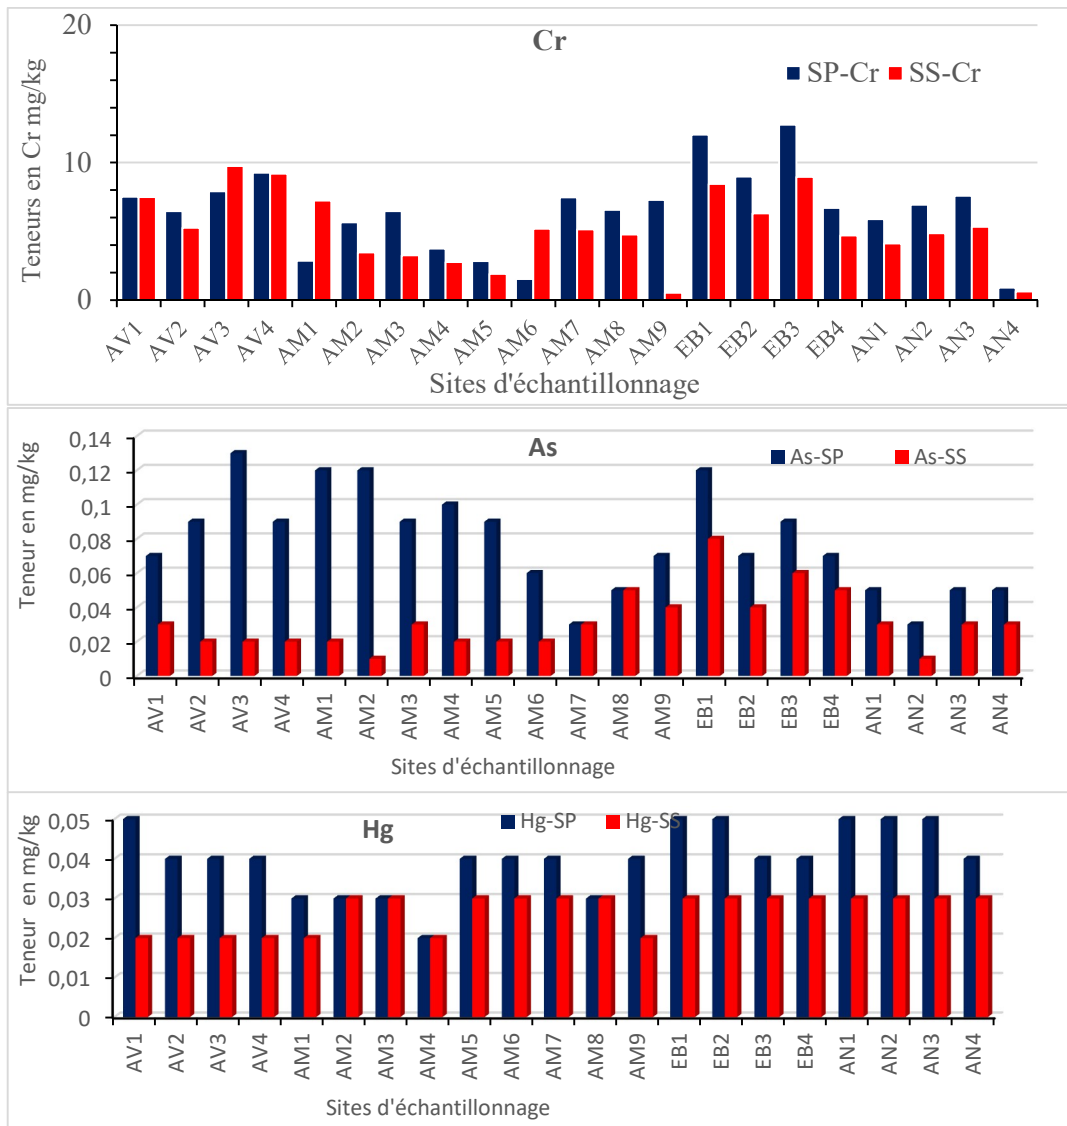 20
Cr
SP-Cr SS-Cr
Teneurs en Cr mg/kg
10
0
AV1 AV2 AV3 AV4 AM1 AM2 AM3 AM4 AM5 AM6 AM7 AM8 AM9 EB1 EB2 EB3 EB4 AN1 AN2 AN3 AN4
Sites d'échantillonnage
0,14
As
As-SP As-SS
0,12
0,1
Teneur en mg/kg
0,08
0,06
0,04
0,02
0
AV1 AV2 AV3 AV4 AM1 AM2 AM3 AM4 AM5 AM6 AM7 AM8 AM9 EB1 EB2 EB3 EB4 AN1 AN2 AN3 AN4
Sites d'échantillonnage
0,05
Hg
Hg-SP Hg-SS
0,04
Teneur en mg/kg
0,03
0,02
0,01
0
AV1 AV2 AV3 AV4 AM1 AM2 AM3 AM4 AM5 AM6 AM7 AM8 AM9 EB1 EB2 EB3 EB4 AN1 AN2 AN3 AN4
Sites d'échantillonnage